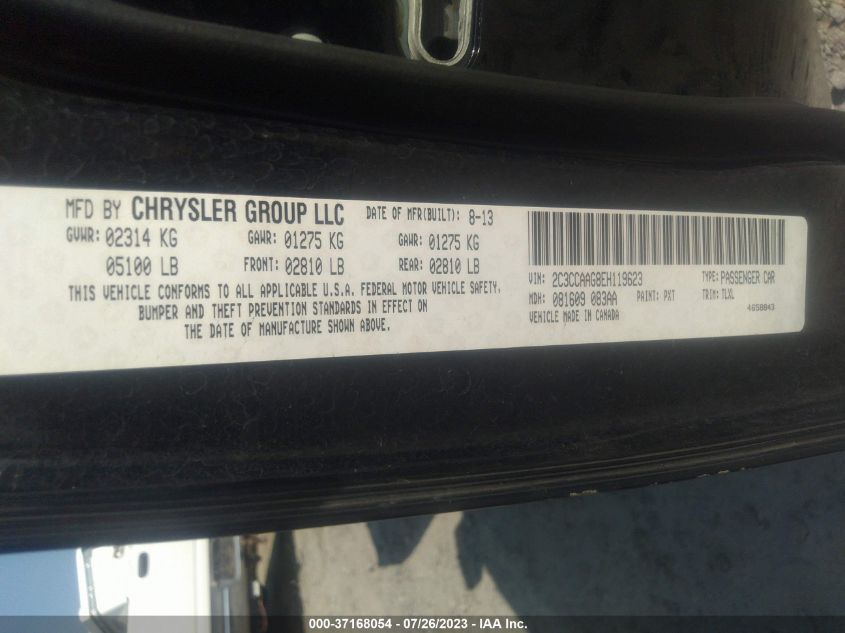 MFD BY CHRYSLER GROUP LLC DATE OF MFR(BUILT): 8-13
GVWR: 02314 KG GAWR: 01275 KG GAWR: 01275 KG
05100 LB FRONT: 02810 LB REAR: 02810 LB
THIS VEHICLE CONFORMS TO ALL APPLICABLE U.S.A. FEDERAL MOTOR VEHICLE SAFETY,
BUMPER AND THEFT PREVENTION STANDARDS IN EFFECT ON
THE DATE OF MANUFACTURE SHOWN ABOVE.
VIN: 2C3CCAAG8EH119623 TYPE: PASSENGER CAR
MDH: 081609 083AA PAINT: PXT TRIM: TLXL
VEHICLE MADE IN CANADA 4658843
000-37168054 - 07/26/2023 - IAA Inc.